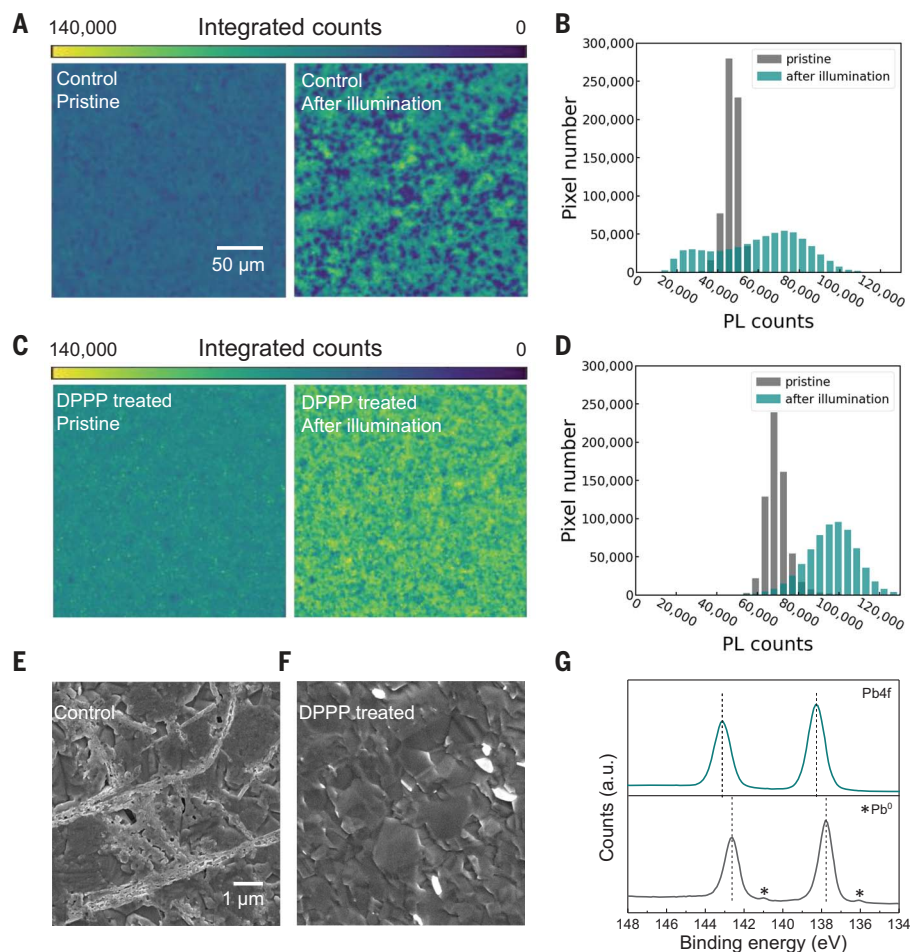 A
140,000 Integrated counts 0
Control
Pristine
50 μm
Control
After illumination
B
300,000
250,000
200,000
150,000
100,000
50,000
0
Pixel number
pristine
after illumination
20,000 40,000 60,000 80,000 100,000 120,000
PL counts
C
140,000 Integrated counts 0
DPPP treated
Pristine
DPPP treated
After illumination
D
300,000
250,000
200,000
150,000
100,000
50,000
0
Pixel number
pristine
after illumination
20,000 40,000 60,000 80,000 100,000 120,000
PL counts
E
Control
1 μm
F
DPPP treated
G
Counts (a.u.)
Pb4f
*Pb⁰
* *
148 146 144 142 140 138 136 134
Binding energy (eV)